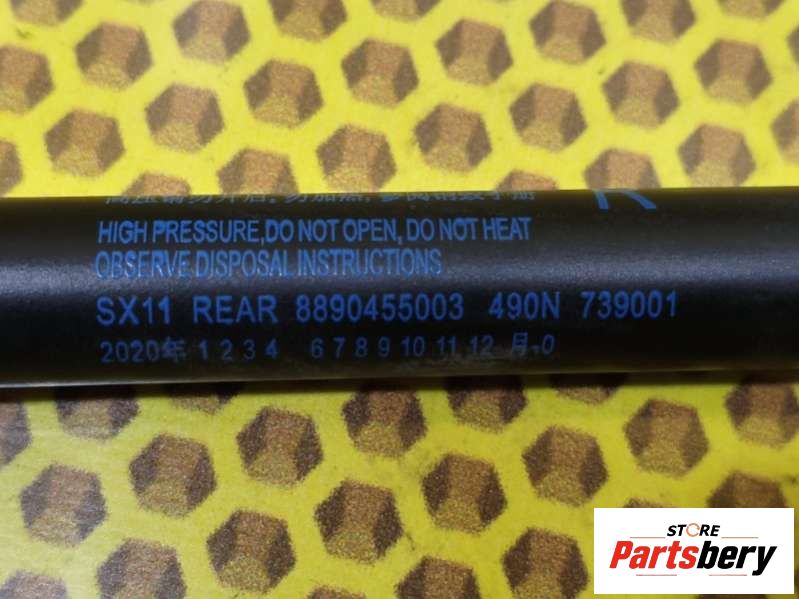 R
HIGH PRESSURE,DO NOT OPEN, DO NOT HEAT
OBSERVE DISPOSAL INSTRUCTIONS
SX11 REAR 8890455003 490N 739001
2020年 1 2 3 4 6 7 8 9 10 11 12 月-0
STORE
Partsbery